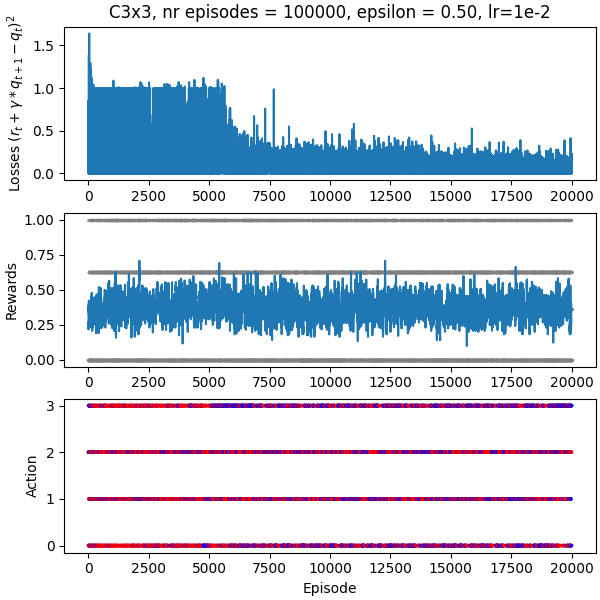 C3x3, nr episodes = 100000, epsilon = 0.50, lr=1e-2
Losses (r_t + γ * q_{t+1} − q_t)^2
1.5
1.0
0.5
0.0
0 2500 5000 7500 10000 12500 15000 17500 20000
Rewards
1.00
0.75
0.50
0.25
0.00
0 2500 5000 7500 10000 12500 15000 17500 20000
Action
3
2
1
0
0 2500 5000 7500 10000 12500 15000 17500 20000
Episode